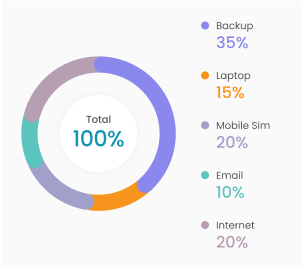 Total
100%
Backup
35%
Laptop
15%
Mobile Sim
20%
Email
10%
Internet
20%